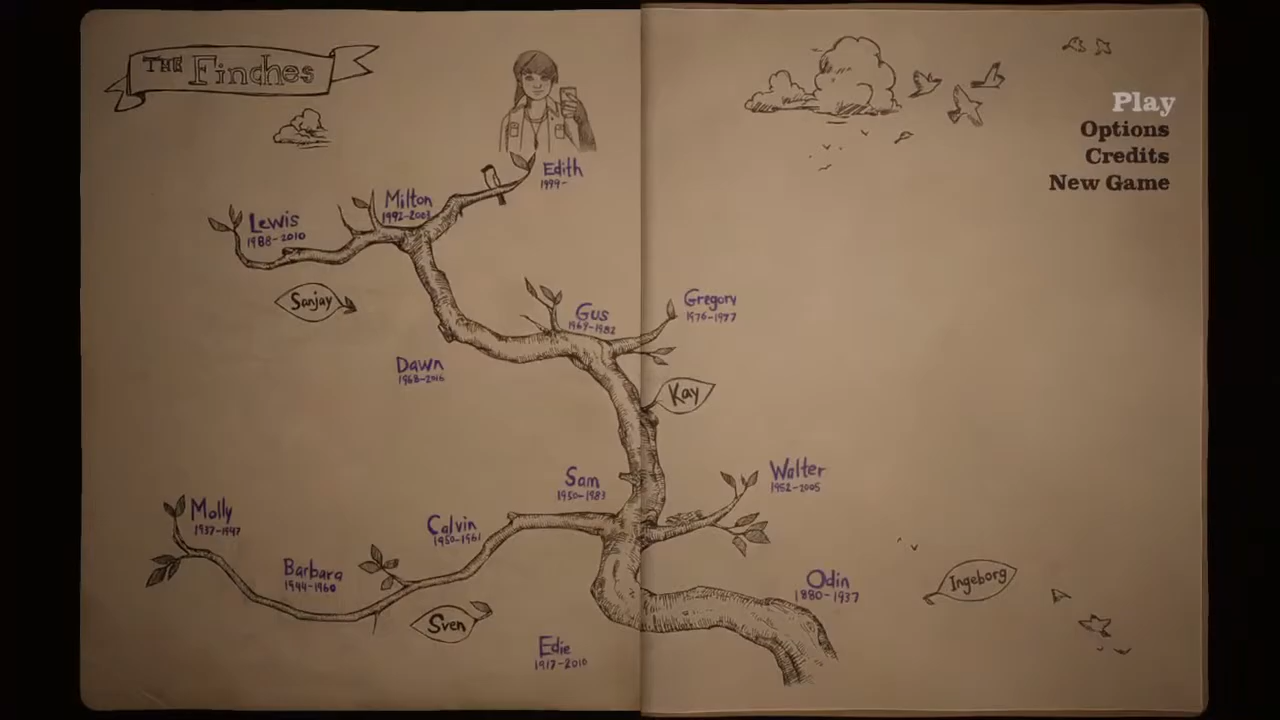 THE Finches
Play
Options
Credits
New Game
Edith
1999-
Milton
1992-2003
Lewis
1988-2010
Sanjay
Gus
1969-1982
Gregory
1976-1977
Dawn
1968-2016
Kay
Sam
1950-1983
Walter
1952-2005
Molly
1937-1947
Calvin
1950-1961
Barbara
1944-1960
Sven
Odin
1880-1937
Ingeborg
Edie
1917-2010